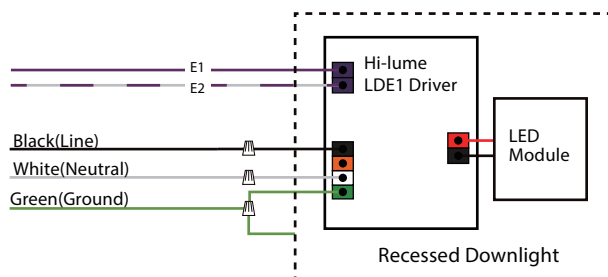 E1
E2
Hi-lume
LDE1 Driver
Black(Line)
White(Neutral)
Green(Ground)
LED
Module
Recessed Downlight